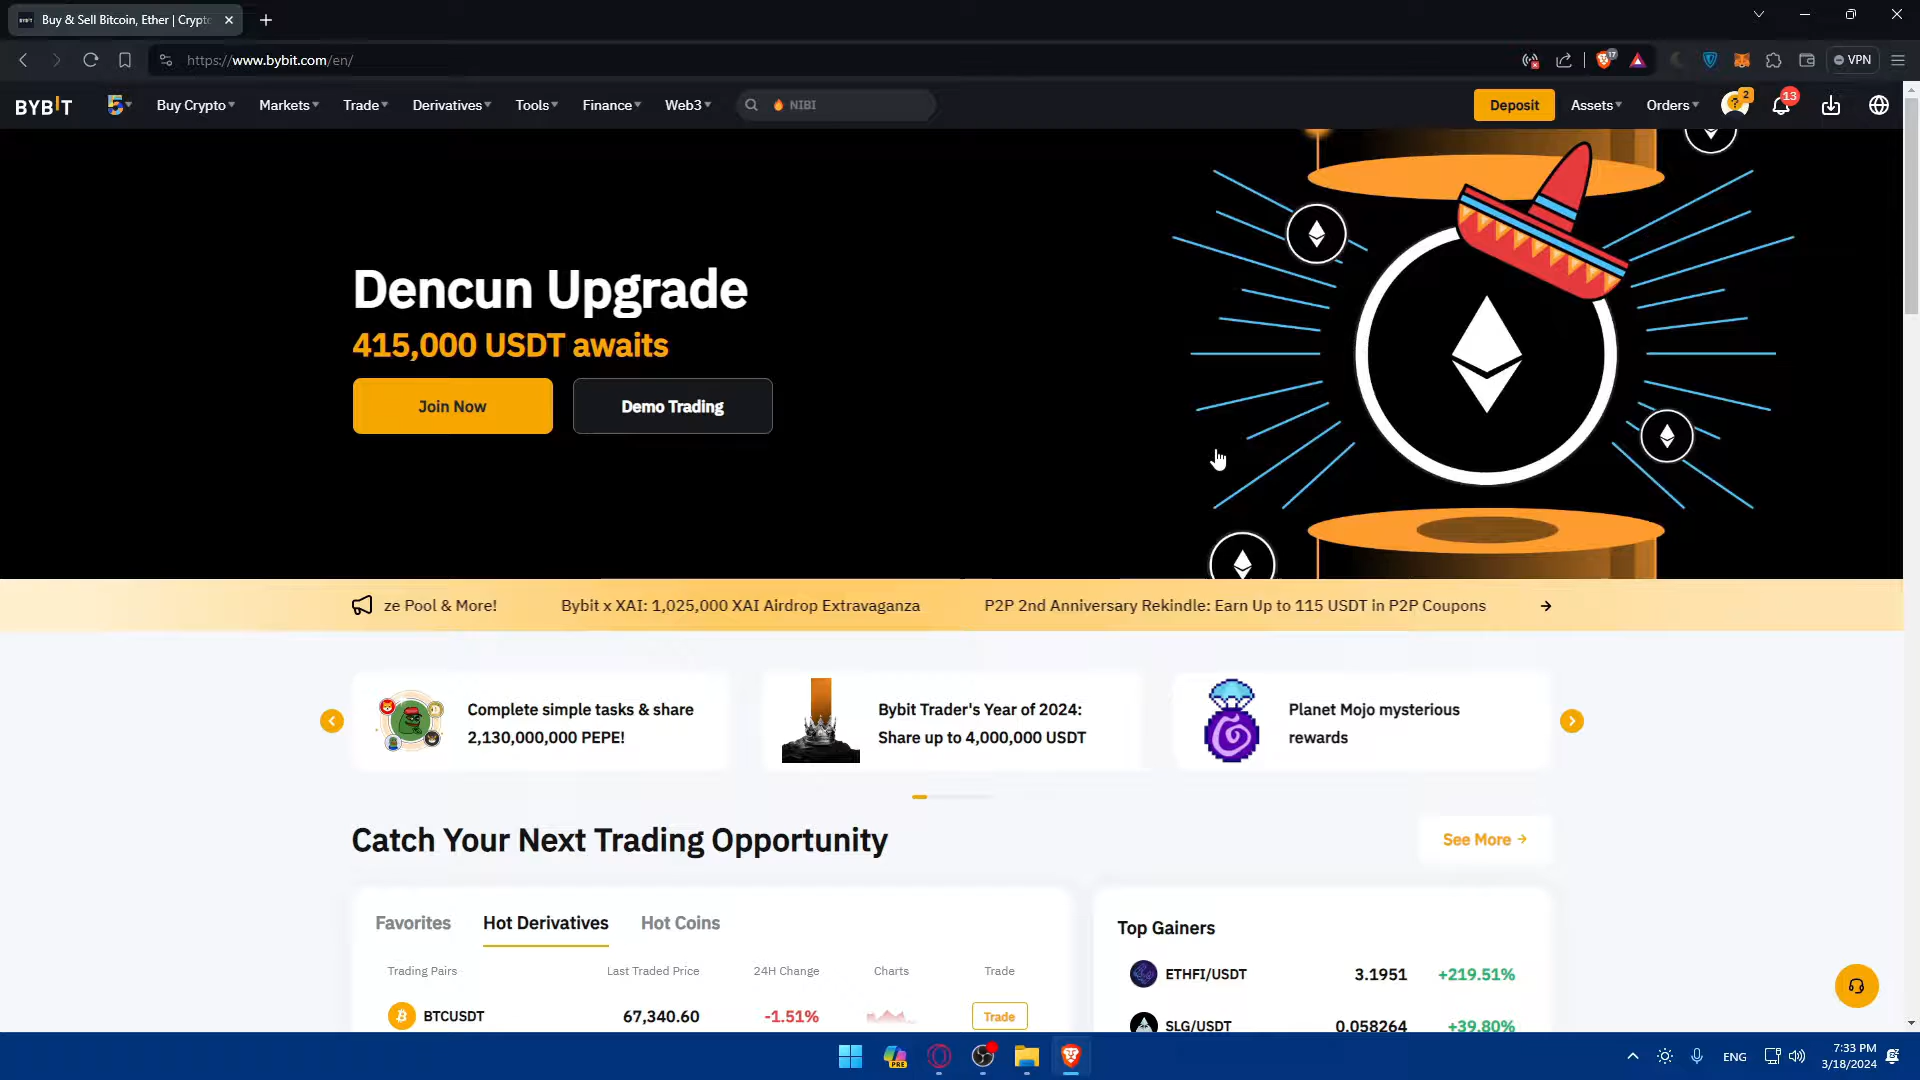 Buy & Sell Bitcoin, Ether | Crypto
https://www.bybit.com/en/
17
VPN
BYBIT
Buy Crypto
Markets
Trade
Derivatives
Tools
Finance
Web3
NIBI
Deposit
Assets
Orders
2
13
Dencun Upgrade
415,000 USDT awaits
Join Now
Demo Trading
ze Pool & More!
Bybit x XAI: 1,025,000 XAI Airdrop Extravaganza
P2P 2nd Anniversary Rekindle: Earn Up to 115 USDT in P2P Coupons
Complete simple tasks & share
2,130,000,000 PEPE!
Bybit Trader's Year of 2024:
Share up to 4,000,000 USDT
Planet Mojo mysterious
rewards
Catch Your Next Trading Opportunity
See More
Favorites
Hot Derivatives
Hot Coins
Trading Pairs
Last Traded Price
24H Change
Charts
Trade
BTCUSDT
67,340.60
-1.51%
Trade
Top Gainers
ETHFI/USDT
3.1951
+219.51%
SLG/USDT
0.058264
+39.80%
PRE
ENG
7:33 PM
3/18/2024